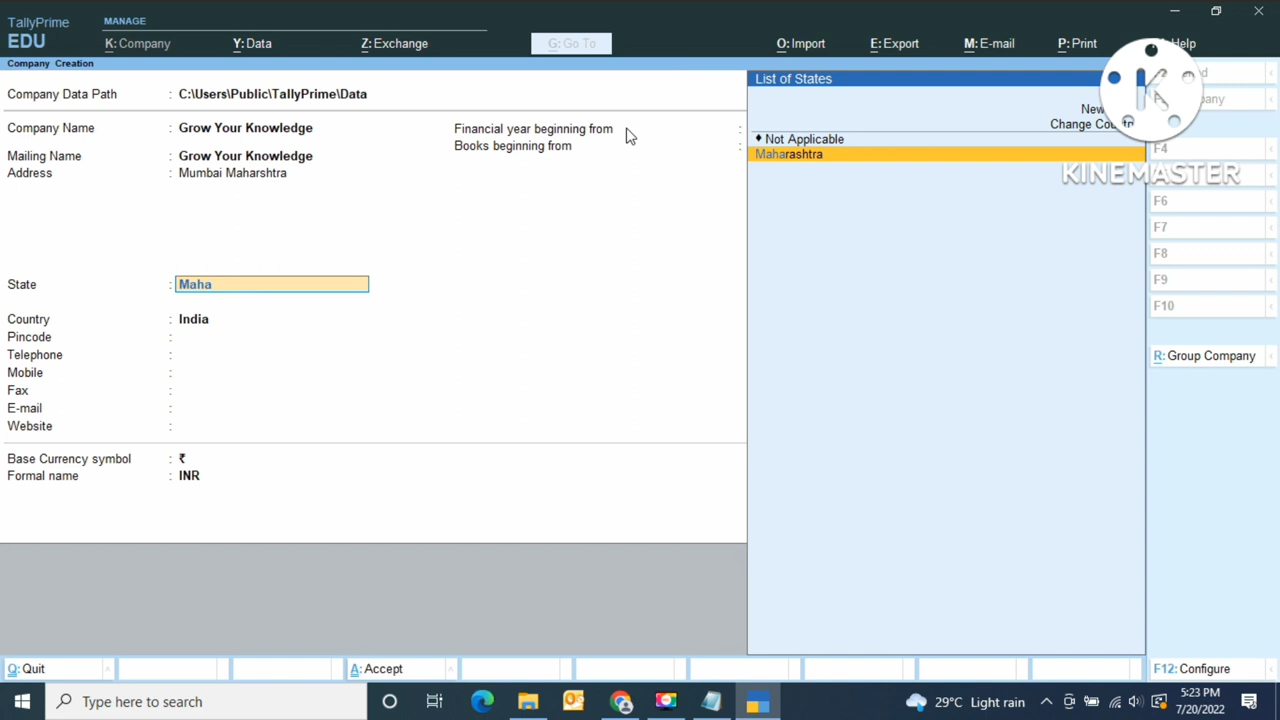 TallyPrime
EDU
MANAGE
K: Company
Y: Data
Z: Exchange
G: Go To
O: Import
E: Export
M: E-mail
P: Print
Help
Company Creation
Company Data Path : C:\Users\Public\TallyPrime\Data
Company Name : Grow Your Knowledge
Financial year beginning from :
Books beginning from :
Mailing Name : Grow Your Knowledge
Address : Mumbai Maharshtra
State : Maha
Country : India
Pincode :
Telephone :
Mobile :
Fax :
E-mail :
Website :
Base Currency symbol : ₹
Formal name : INR
List of States
New
Change
♦ Not Applicable
Maharashtra
KINEMASTER
F4
F6
F7
F8
F9
F10
R: Group Company
Q: Quit
A: Accept
F12: Configure
Type here to search
29°C Light rain
5:23 PM
7/20/2022